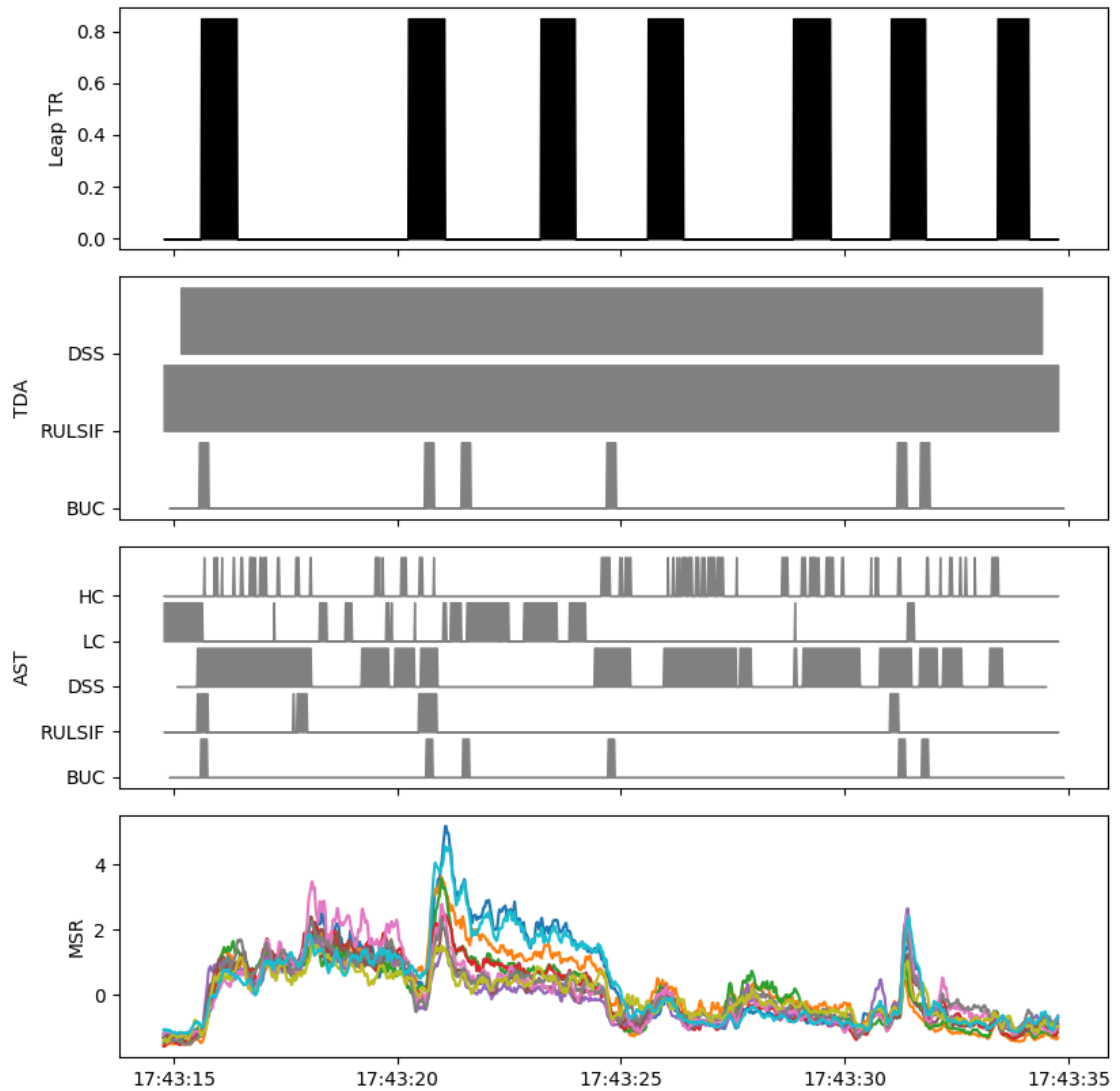 0.8
0.6
0.4
0.2
0.0
Leap TR
DSS
RULSIF
BUC
TDA
HC
LC
DSS
RULSIF
BUC
AST
4
2
0
MSR
17:43:15 17:43:20 17:43:25 17:43:30 17:43:35